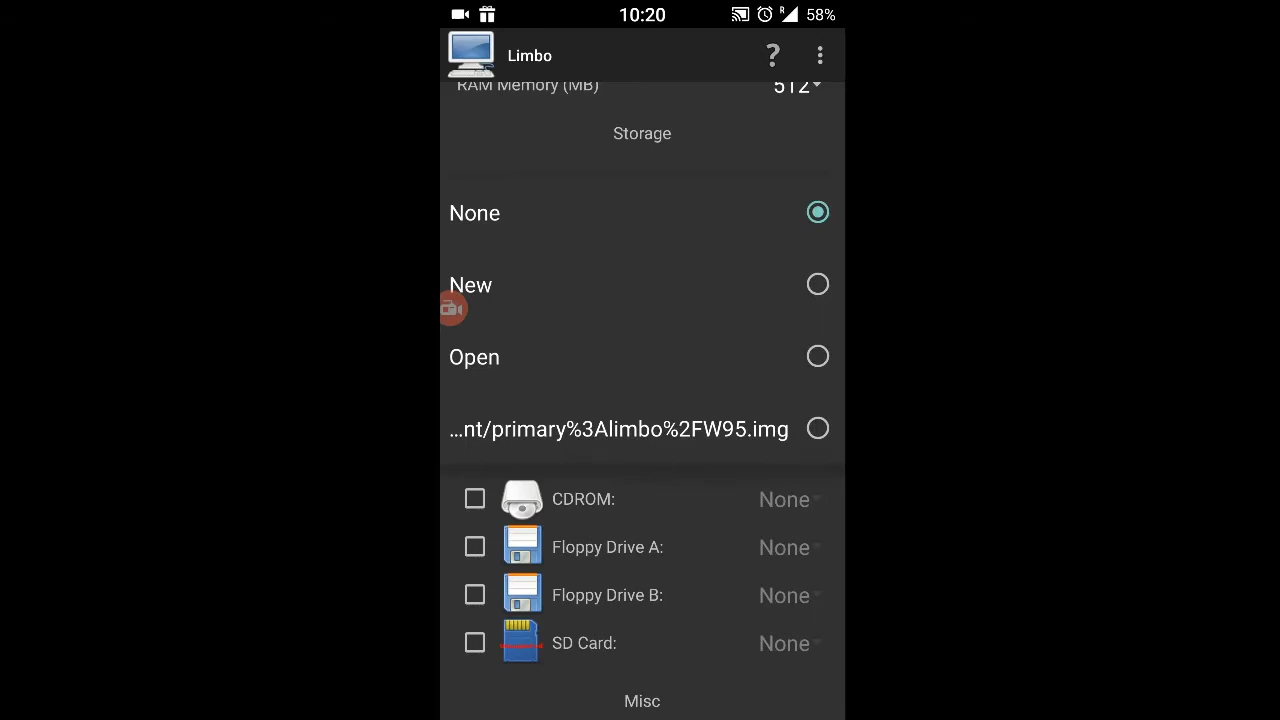 10:20
R
58%
Limbo
?
RAM Memory (MB) 512
Storage
None
New
Open
...nt/primary%3Alimbo%2FW95.img
CDROM: None
Floppy Drive A: None
Floppy Drive B: None
SD Card: None
Misc